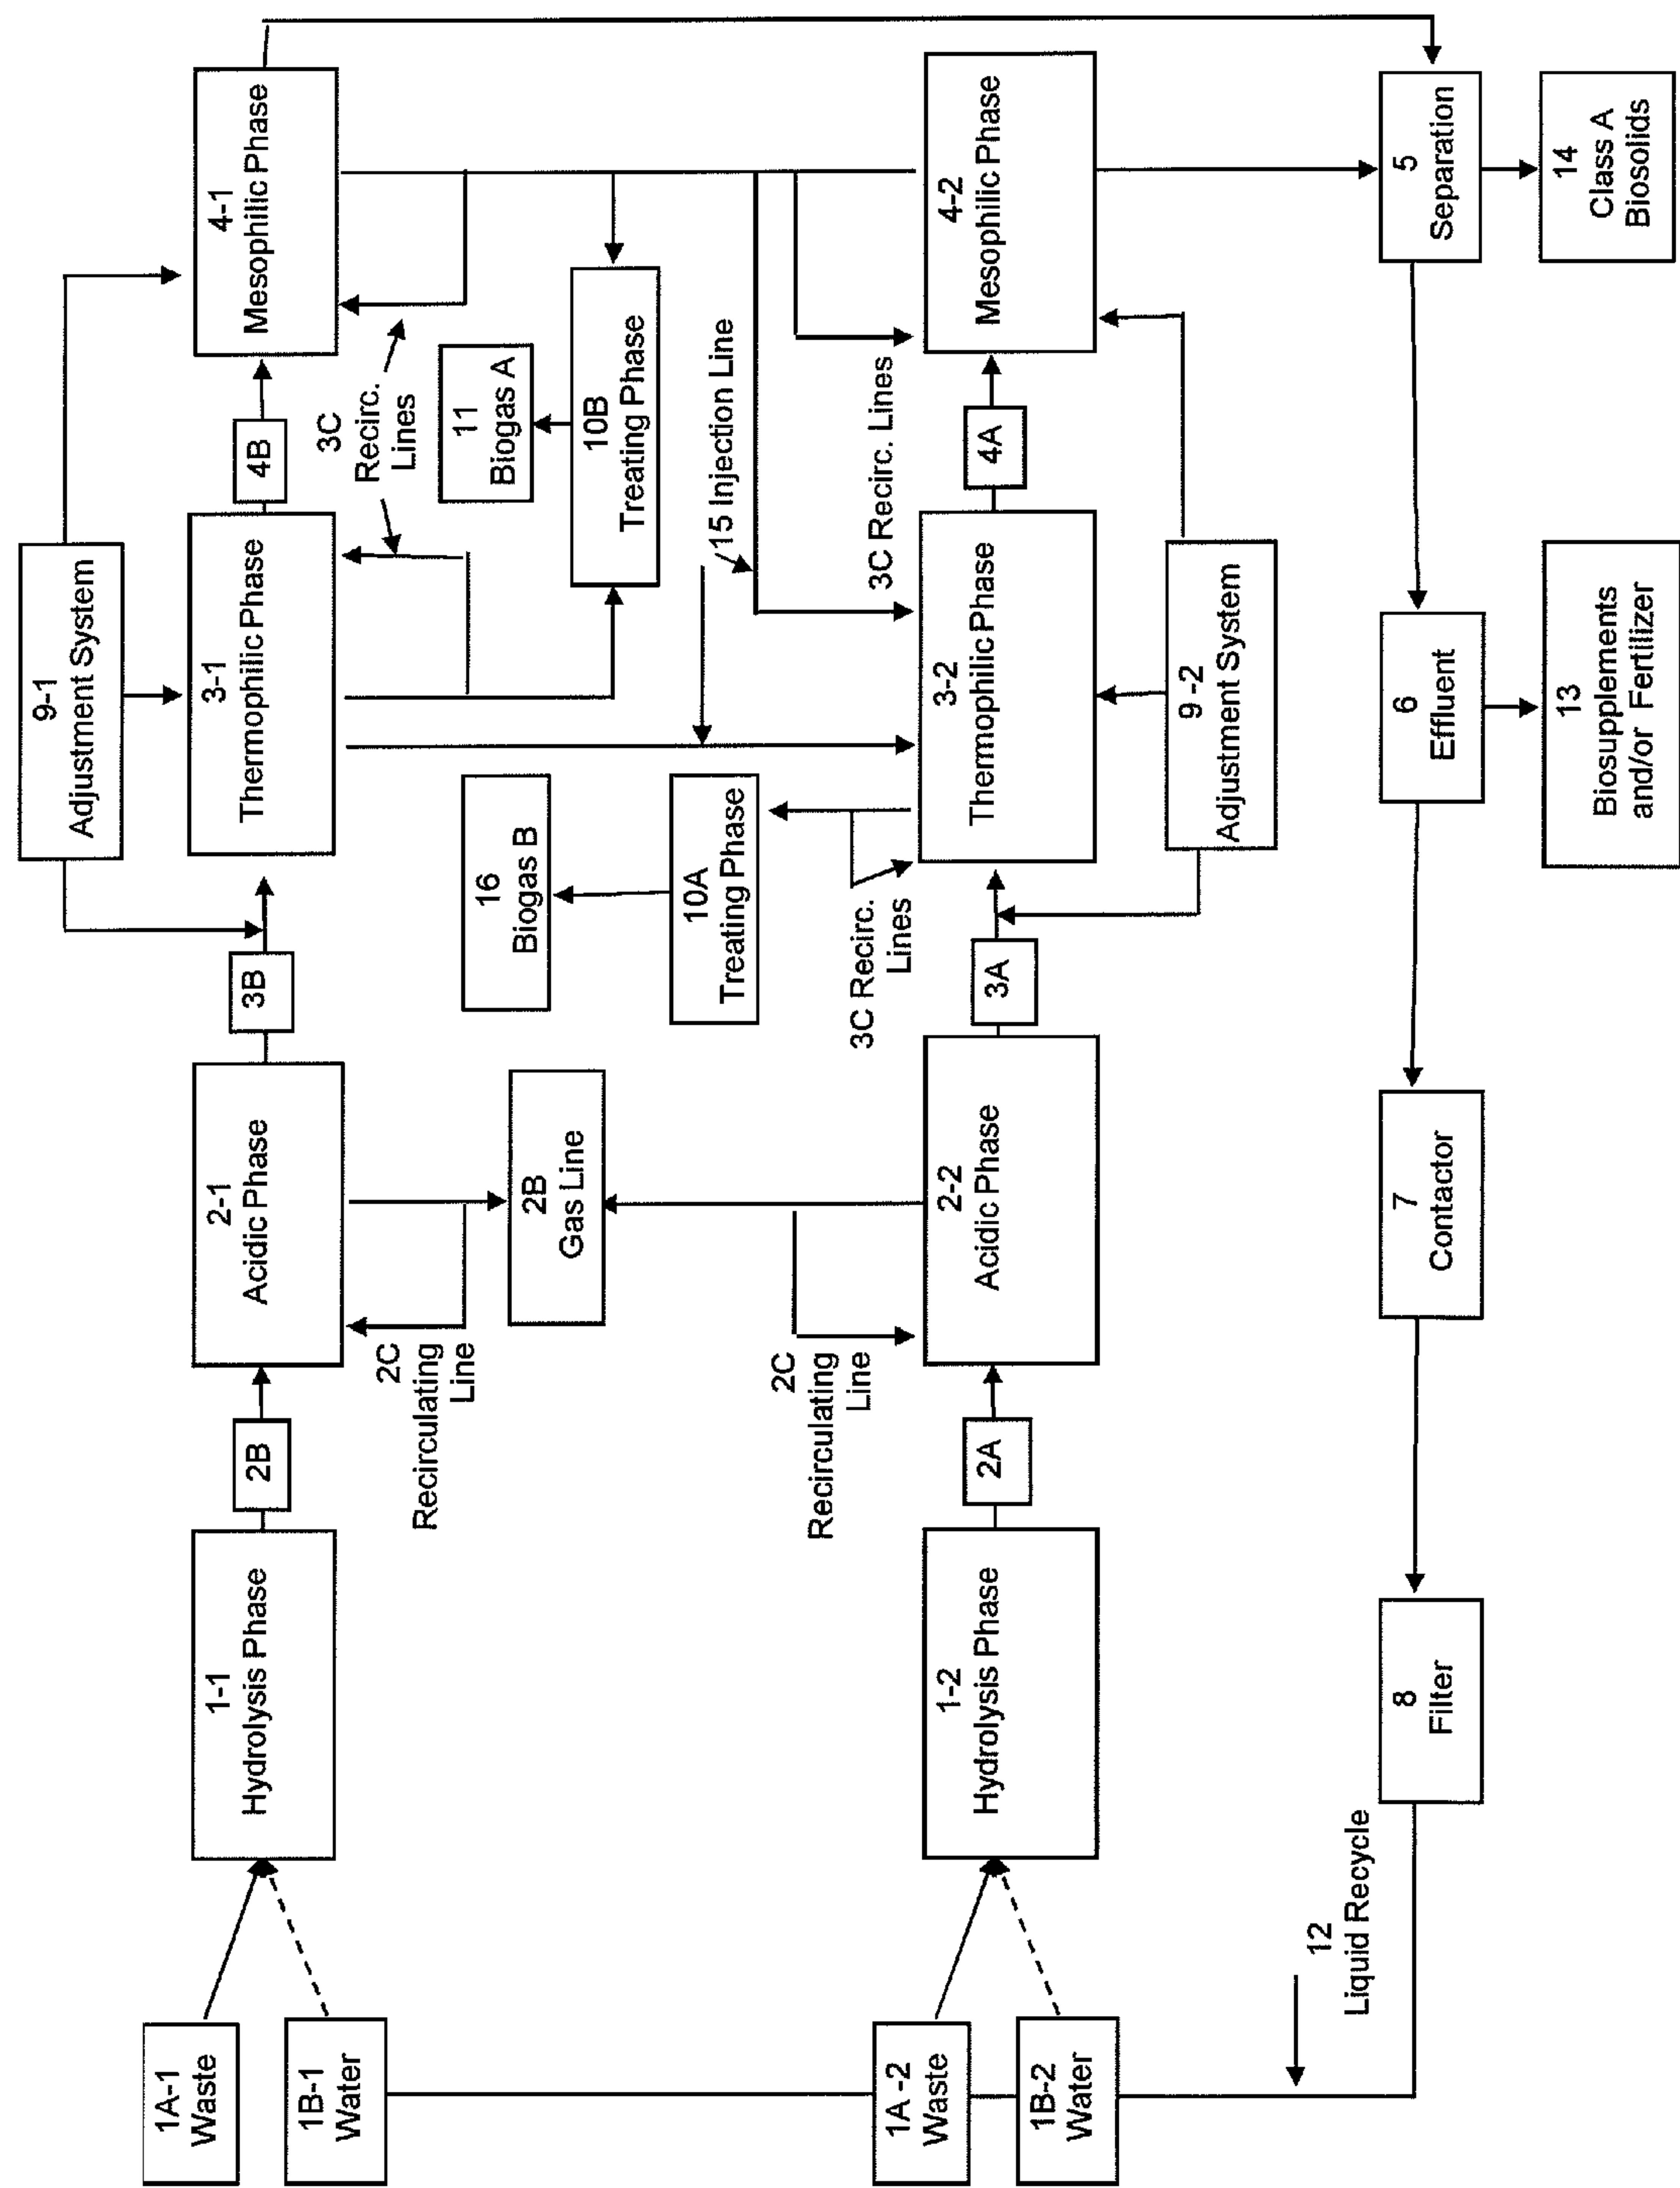 1A-1
Waste
1B-1
Water
1-1
Hydrolysis Phase
2B
2-1
Acidic Phase
2C
Recirculating
Line
2B
Gas Line
3B
9-1
Adjustment System
3-1
Thermophilic Phase
4B
4-1
Mesophilic Phase
3C
Recirc.
Lines
11
Biogas A
10B
Treating Phase
16
Biogas B
10A
Treating Phase
15 Injection Line
1A -2
Waste
1B-2
Water
1-2
Hydrolysis Phase
2A
2C
Recirculating
Line
2-2
Acidic Phase
3A
3C Recirc.
Lines
3-2
Thermophilic Phase
3C Recirc. Lines
4A
4-2
Mesophilic Phase
9 -2
Adjustment System
12
Liquid Recycle
8
Filter
7
Contactor
6
Effluent
5
Separation
13
Biosupplements
and/or Fertilizer
14
Class A
Biosolids